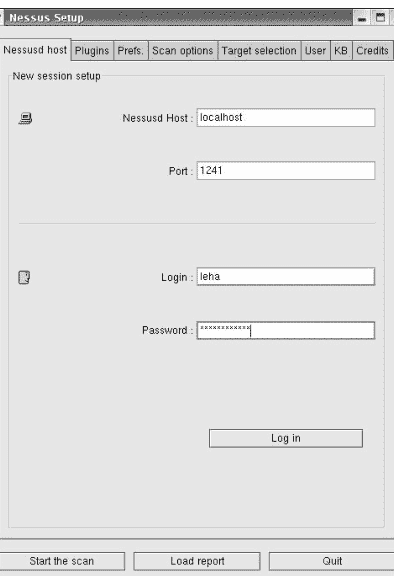 Nessus Setup
Nessusd host Plugins Prefs. Scan options Target selection User KB Credits
New session setup
Nessusd Host : localhost
Port : 1241
Login : leha
Password : ************
Log in
Start the scan Load report Quit